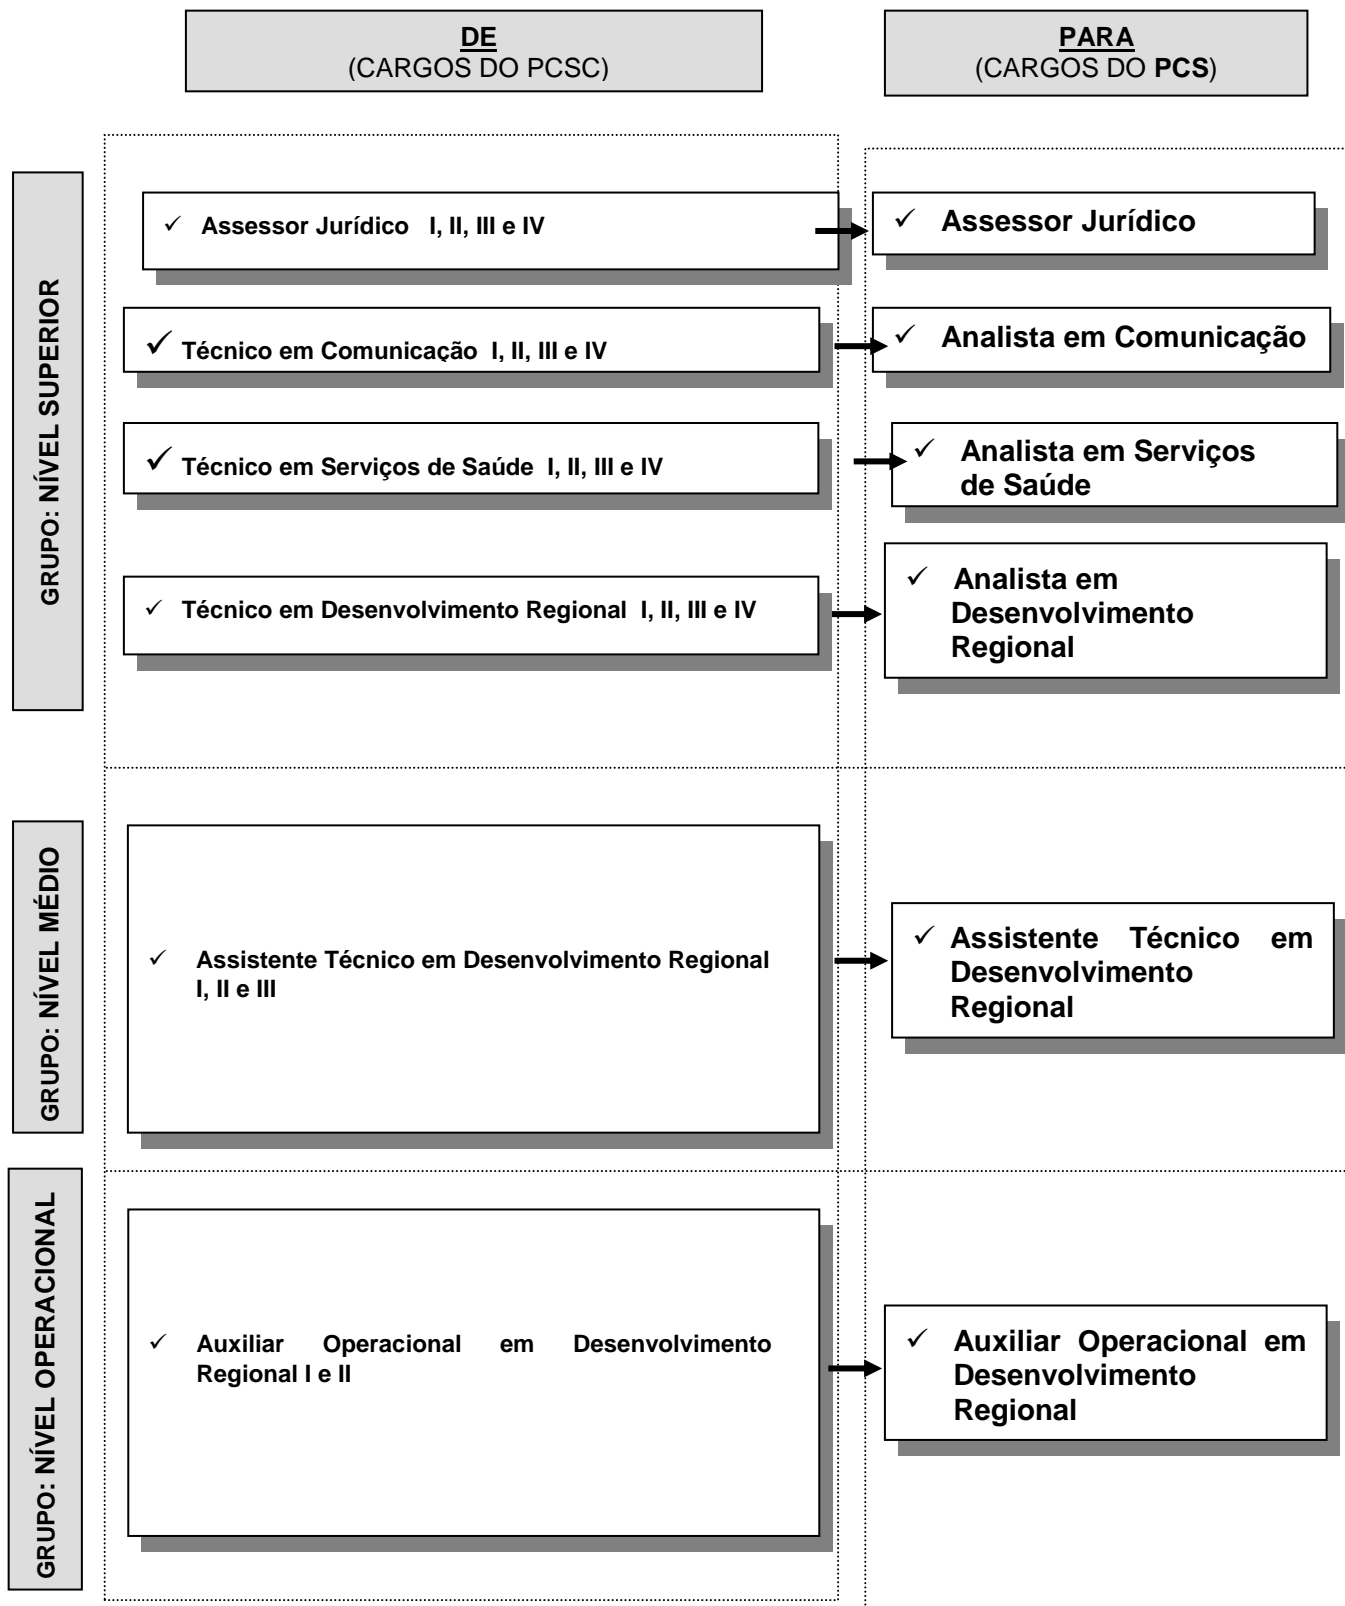 DE
(CARGOS DO PCSC)
PARA
(CARGOS DO PCS)
GRUPO: NÍVEL SUPERIOR
✓ Assessor Jurídico I, II, III e IV
✓ Assessor Jurídico
✓ Técnico em Comunicação I, II, III e IV
✓ Analista em Comunicação
✓ Técnico em Serviços de Saúde I, II, III e IV
✓ Analista em Serviços
de Saúde
✓ Técnico em Desenvolvimento Regional I, II, III e IV
✓ Analista em
Desenvolvimento
Regional
GRUPO: NÍVEL MÉDIO
✓ Assistente Técnico em Desenvolvimento Regional
I, II e III
✓ Assistente Técnico em
Desenvolvimento
Regional
GRUPO: NÍVEL OPERACIONAL
✓ Auxiliar Operacional em Desenvolvimento
Regional I e II
✓ Auxiliar Operacional em
Desenvolvimento
Regional